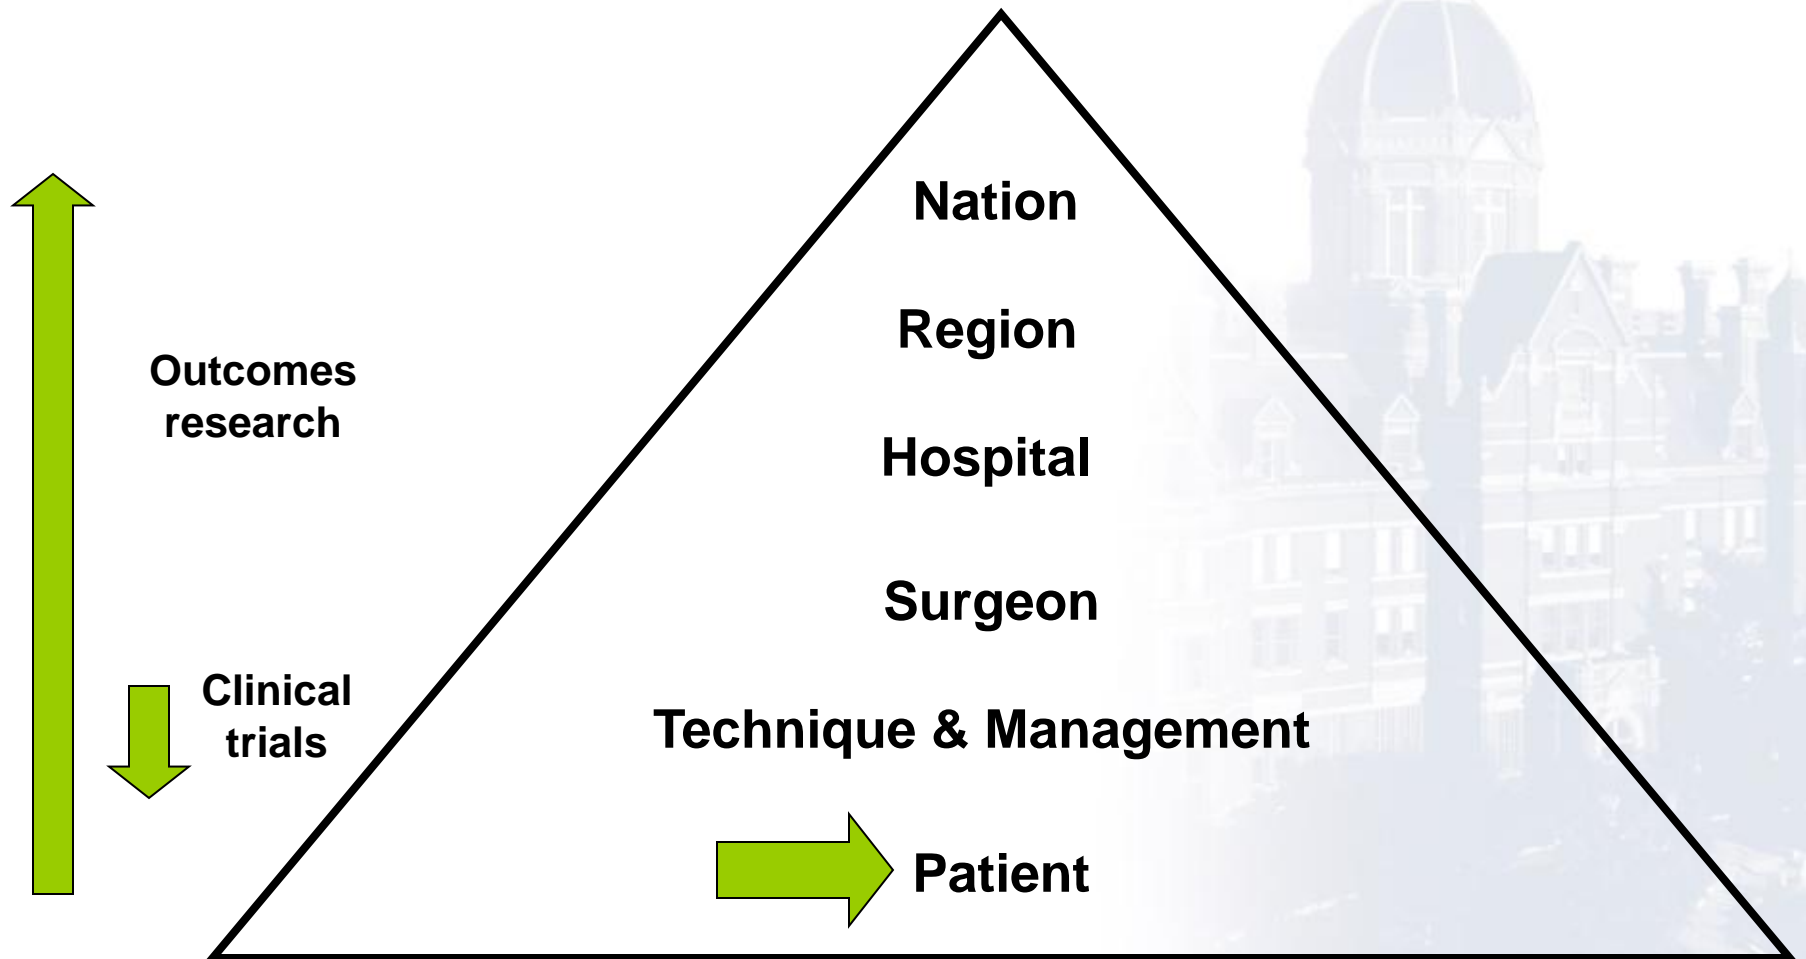 Nation
Region
Outcomes
research
Hospital
Surgeon
Clinical
trials
Technique & Management
Patient